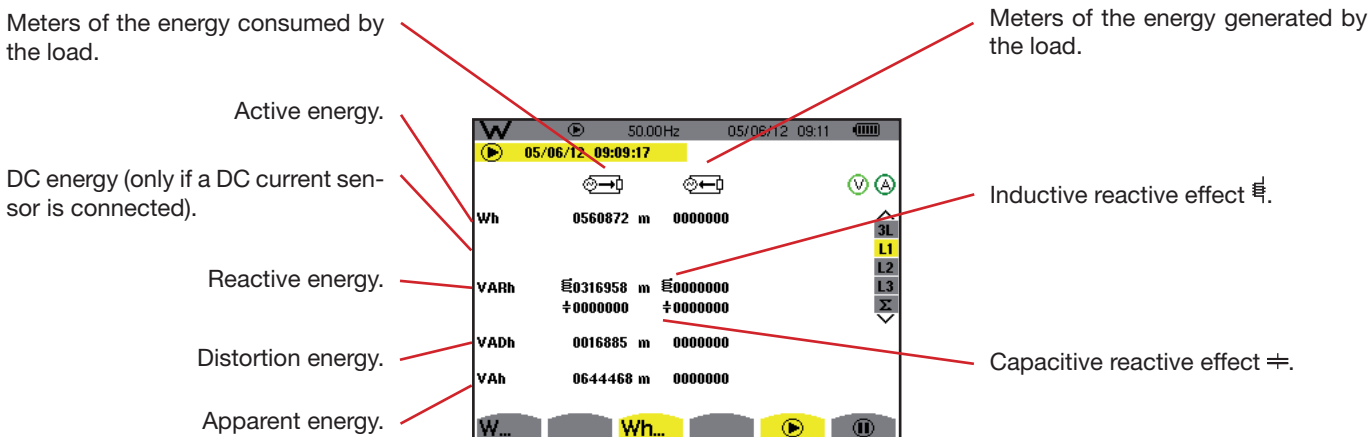 Meters of the energy consumed by
the load.
Meters of the energy generated by
the load.
Active energy.
DC energy (only if a DC current sen-
sor is connected).
Reactive energy.
Distortion energy.
Apparent energy.
Inductive reactive effect
Capacitive reactive effect
W 50.00Hz 05/06/12 09:11
05/06/12 09:09:17
V A
Wh 0560872 m 0000000
3L
L1
L2
L3
Σ
VARh 0316958 m 0000000
0000000 0000000
VADh 0016885 m 0000000
VAh 0644468 m 0000000
W... Wh...